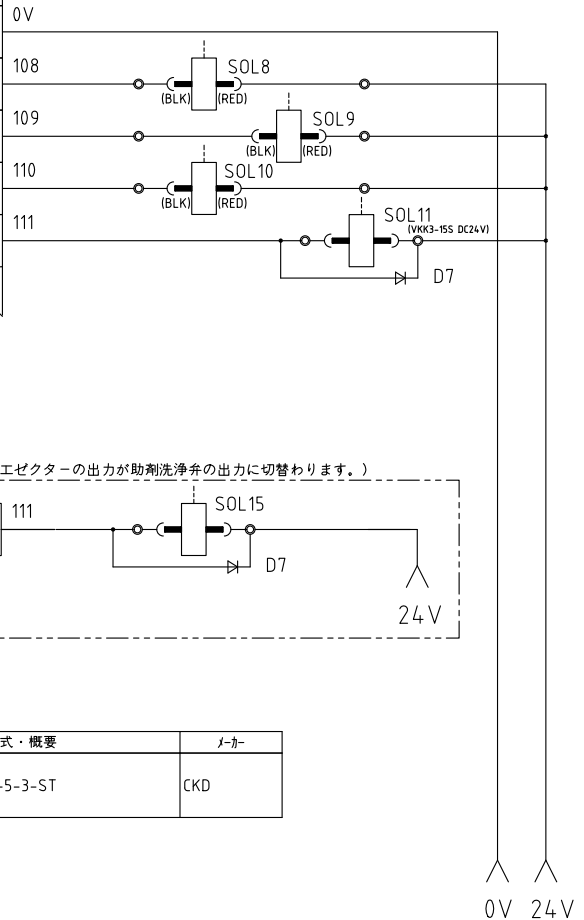 0V
108
SOL8
(BLK) (RED)
109
SOL9
(BLK) (RED)
110
SOL10
(BLK) (RED)
111
SOL11
(VKK3-15S DC24V)
D7
エゼクターの出力が助剤洗浄弁の出力に切替わります。)
111
SOL15
D7
24V
式・概要 メーカー
-5-3-ST CKD
0V 24V